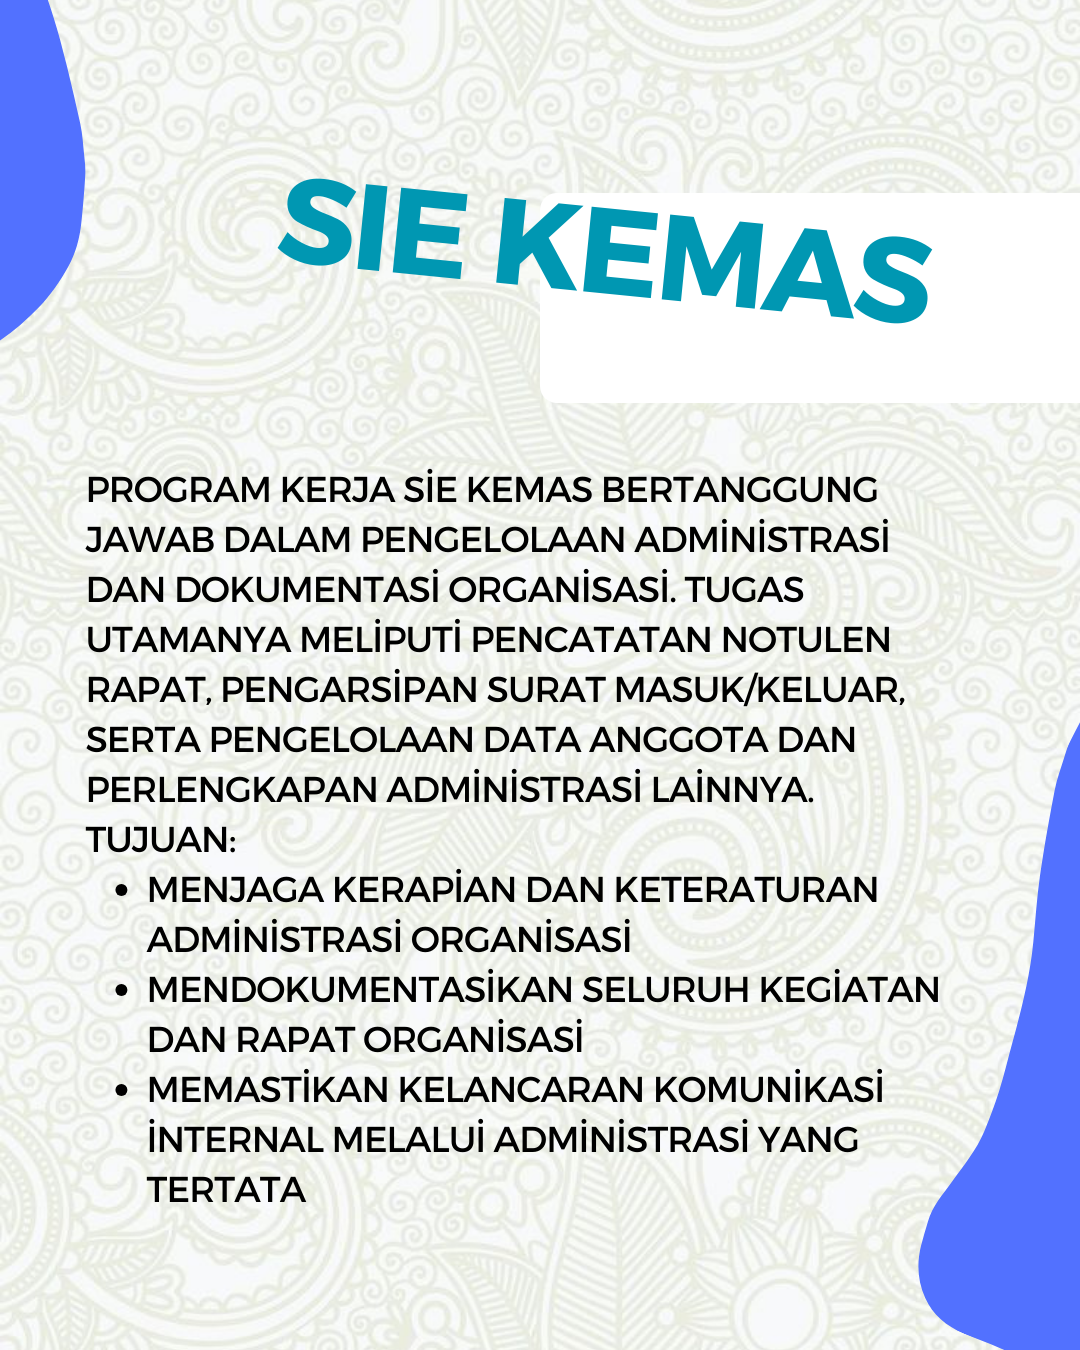 SIE KEMAS
PROGRAM KERJA SİE KEMAS BERTANGGUNG
JAWAB DALAM PENGELOLAAN ADMİNİSTRASİ
DAN DOKUMENTASİ ORGANİSASİ. TUGAS
UTAMANYA MELİPUTİ PENCATATAN NOTULEN
RAPAT, PENGARSİPAN SURAT MASUK/KELUAR,
SERTA PENGELOLAAN DATA ANGGOTA DAN
PERLENGKAPAN ADMİNİSTRASİ LAİNNYA.
TUJUAN:
• MENJAGA KERAPİAN DAN KETERATURAN
ADMİNİSTRASİ ORGANİSASİ
• MENDOKUMENTASİKAN SELURUH KEGİATAN
DAN RAPAT ORGANİSASİ
• MEMASTİKAN KELANCARAN KOMUNİKASİ
İNTERNAL MELALUİ ADMİNİSTRASİ YANG
TERTATA